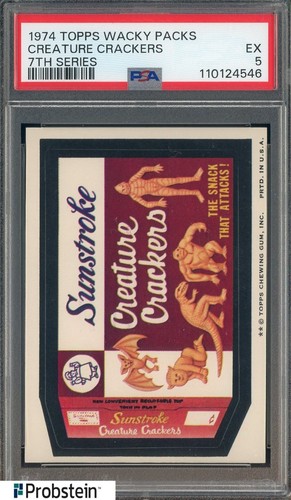 1974 TOPPS WACKY PACKS
CREATURE CRACKERS
7TH SERIES
EX
5
PSA
110124546
Sunstroke
Creature
Crackers
THE SNACK
THAT ATTACKS!
** © TOPPS CHEWING GUM, INC. PRTD. IN U.S.A.
Sunstroke
Creature Crackers
Probstein